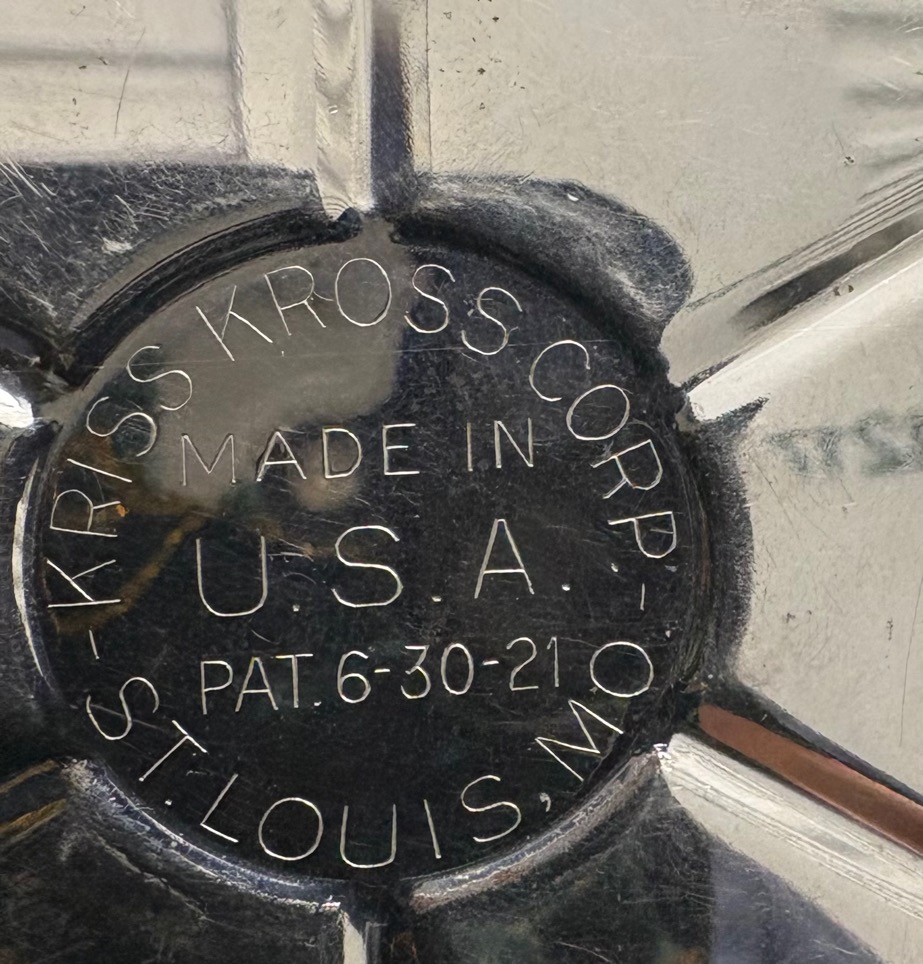 -KRISS KROSS CORP.-
MADE IN
U.S.A.
PAT. 6-30-21
ST. LOUIS, MO